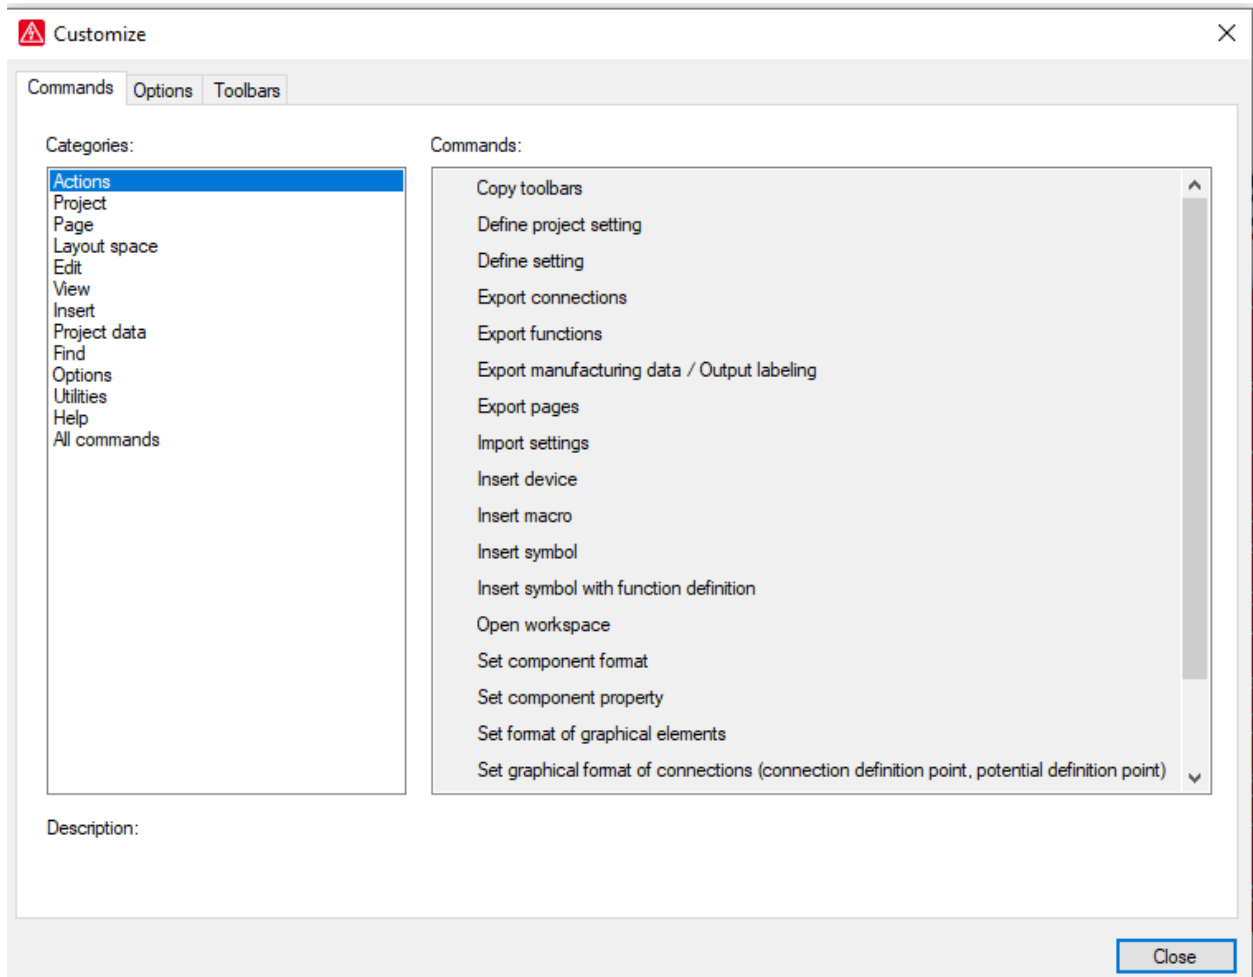 Customize
Commands Options Toolbars
Categories:
Actions
Project
Page
Layout space
Edit
View
Insert
Project data
Find
Options
Utilities
Help
All commands
Commands:
Copy toolbars
Define project setting
Define setting
Export connections
Export functions
Export manufacturing data / Output labeling
Export pages
Import settings
Insert device
Insert macro
Insert symbol
Insert symbol with function definition
Open workspace
Set component format
Set component property
Set format of graphical elements
Set graphical format of connections (connection definition point, potential definition point)
Description:
Close